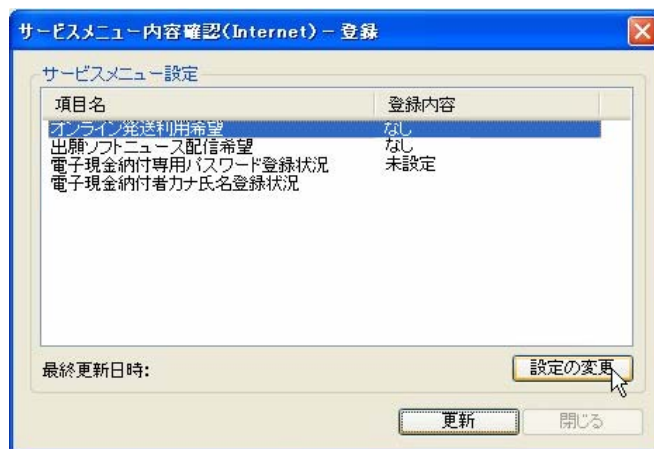 サービスメニュー内容確認(Internet) － 登録
サービスメニュー設定
項目名 登録内容
オンライン発送利用希望 なし
出願ソフトニュース配信希望 なし
電子現金納付専用パスワード登録状況 未設定
電子現金納付者カナ氏名登録状況
最終更新日時: 設定の変更
更新 閉じる